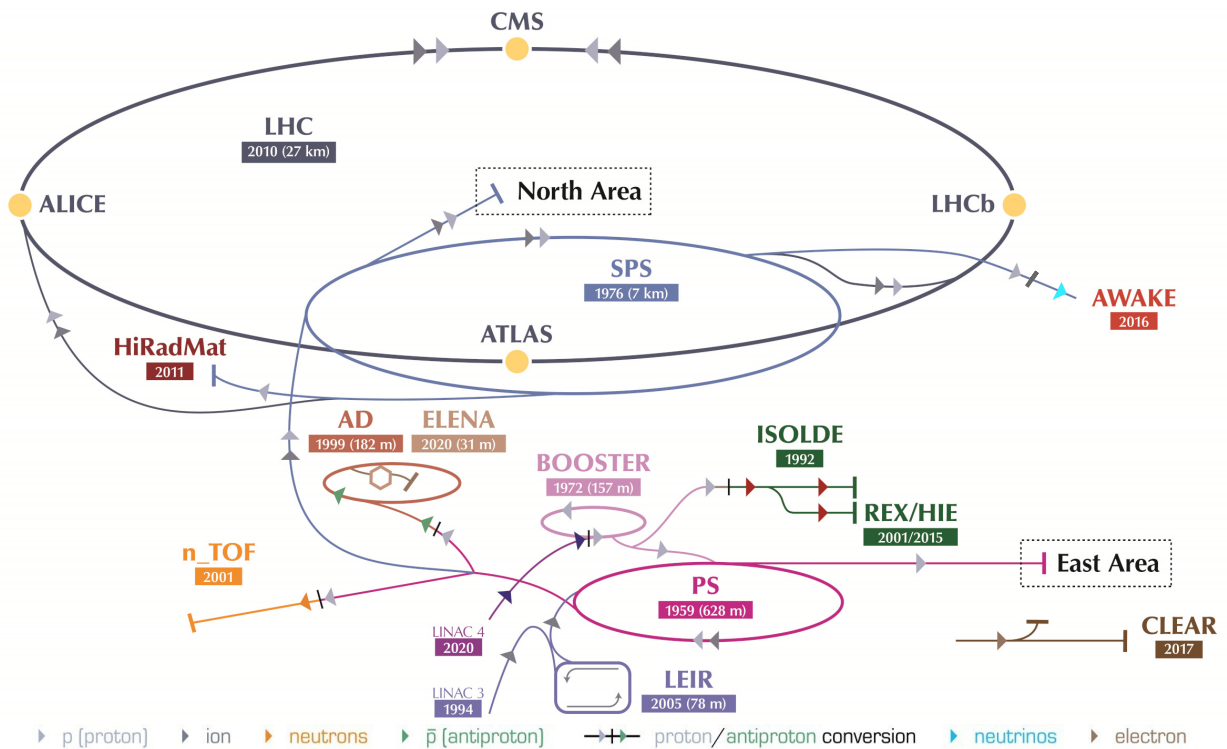 CMS
LHC
2010 (27 km)
North Area
ALICE
LHCb
SPS
1976 (7 km)
AWAKE
2016
ATLAS
HiRadMat
2011
AD
1999 (182 m)
ELENA
2020 (31 m)
ISOLDE
1992
BOOSTER
1972 (157 m)
REX/HIE
2001/2015
n_TOF
2001
East Area
PS
1959 (628 m)
LINAC 4
2020
CLEAR
2017
LEIR
2005 (78 m)
LINAC 3
1994
p (proton)
ion
neutrons
p̄ (antiproton)
proton/antiproton conversion
neutrinos
electron